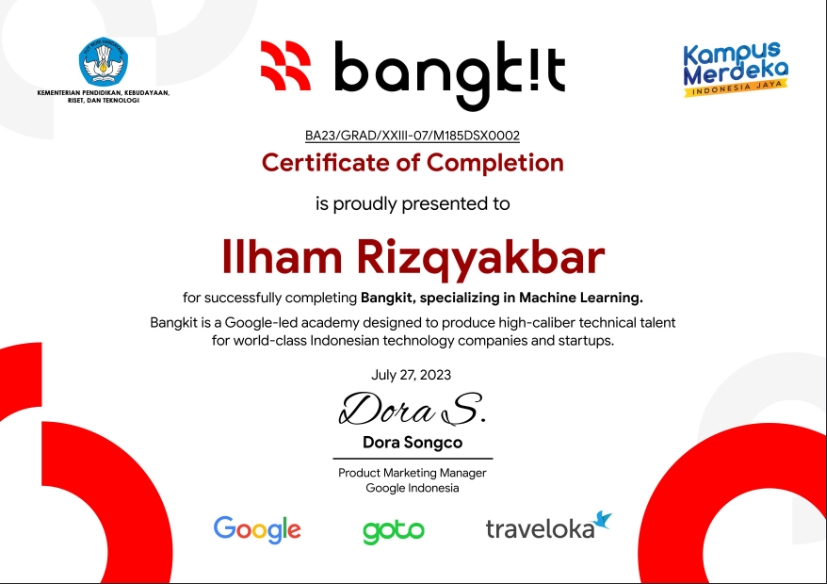 KEMENTERIAN PENDIDIKAN, KEBUDAYAAN,
RISET, DAN TEKNOLOGI
bangk!t
Kampus
Merdeka
INDONESIA JAYA
BA23/GRAD/XXIII-07/M185DSX0002
Certificate of Completion
is proudly presented to
Ilham Rizqyakbar
for successfully completing Bangkit, specializing in Machine Learning.
Bangkit is a Google-led academy designed to produce high-caliber technical talent
for world-class Indonesian technology companies and startups.
July 27, 2023
Dora S.
Dora Songco
Product Marketing Manager
Google Indonesia
Google goto traveloka